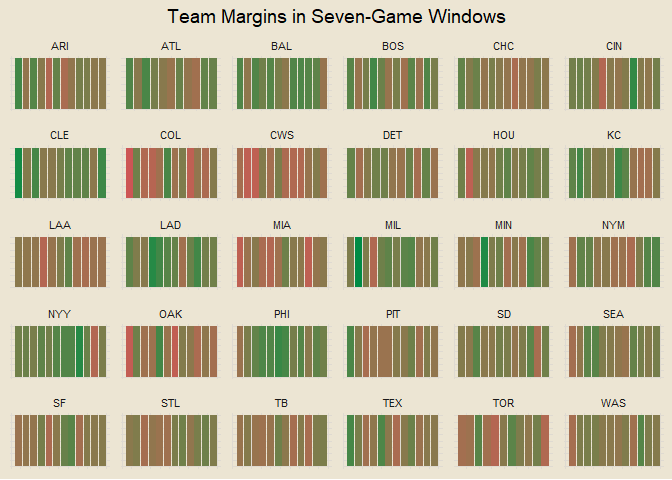 Team Margins in Seven-Game Windows
ARI ATL BAL BOS CHC CIN
CLE COL CWS DET HOU KC
LAA LAD MIA MIL MIN NYM
NYY OAK PHI PIT SD SEA
SF STL TB TEX TOR WAS